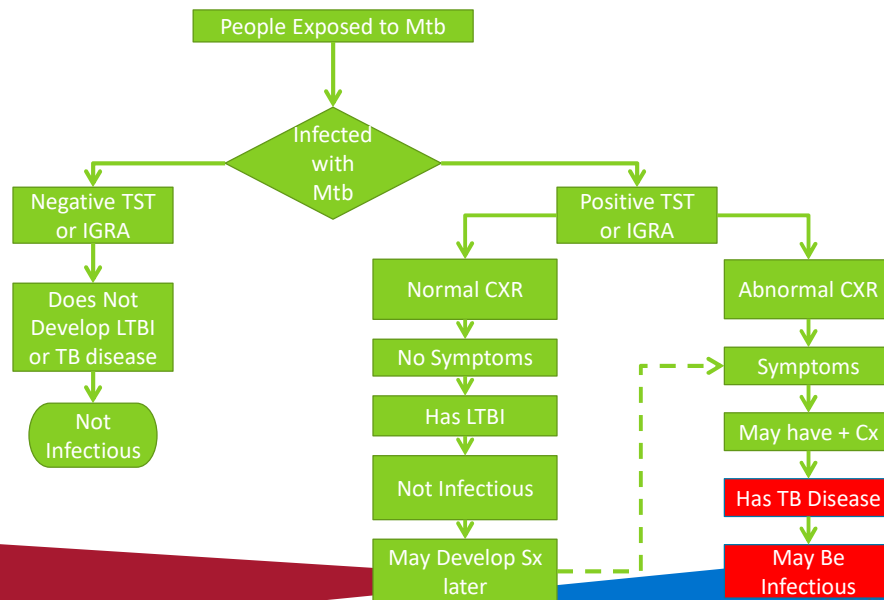 People Exposed to Mtb
Infected
with
Mtb
Negative TST
or IGRA
Does Not
Develop LTBI
or TB disease
Not
Infectious
Positive TST
or IGRA
Normal CXR
No Symptoms
Has LTBI
Not Infectious
May Develop Sx
later
Abnormal CXR
Symptoms
May have + Cx
Has TB Disease
May Be
Infectious